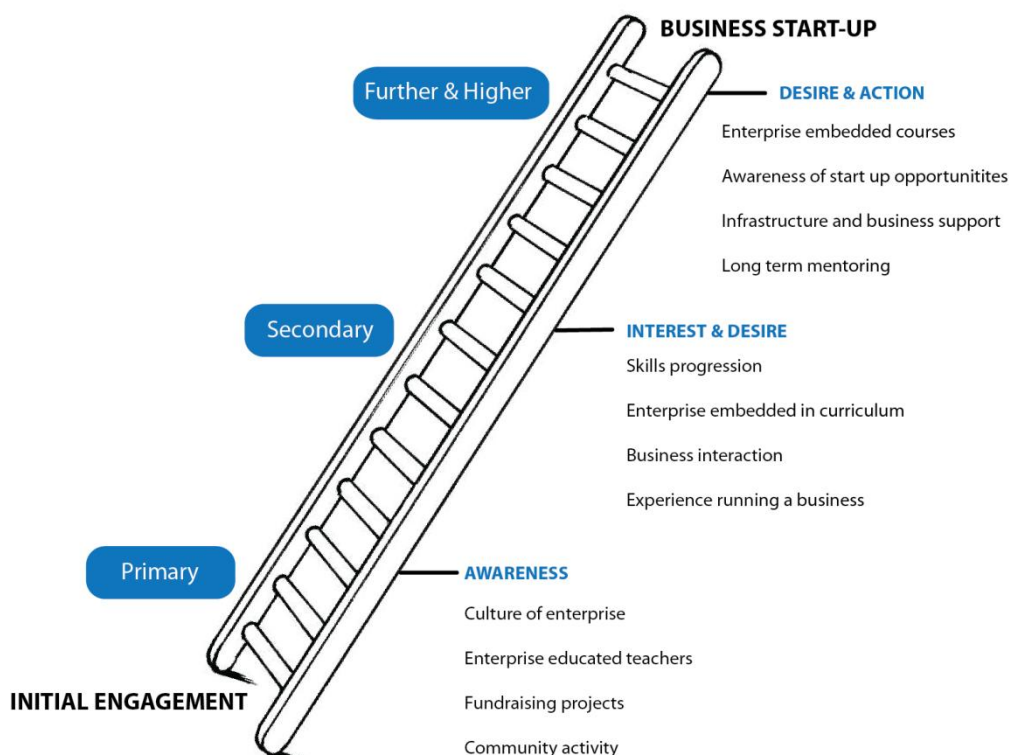 BUSINESS START-UP
Further & Higher
DESIRE & ACTION
Enterprise embedded courses
Awareness of start up opportunitites
Infrastructure and business support
Long term mentoring
Secondary
INTEREST & DESIRE
Skills progression
Enterprise embedded in curriculum
Business interaction
Experience running a business
Primary
AWARENESS
Culture of enterprise
Enterprise educated teachers
Fundraising projects
Community activity
INITIAL ENGAGEMENT